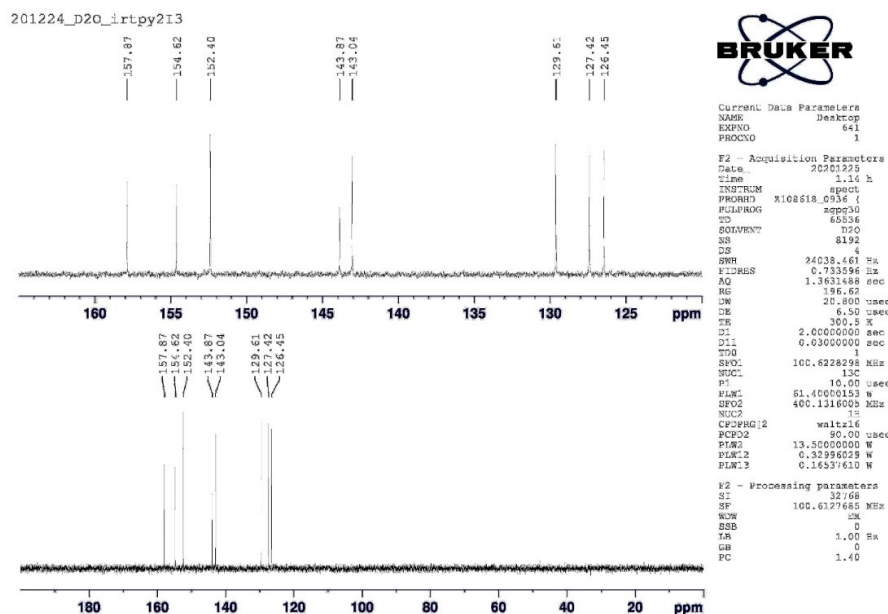 201224_D2O_irtpy2I3
157.87
154.62
152.40
143.87
143.04
129.61
127.42
126.45
160 155 150 145 140 135 130 125 ppm
157.87
154.62
152.40
143.87
143.04
129.61
127.42
126.45
180 160 140 120 100 80 60 40 20 ppm
BRUKER
Current Data Parameters
NAME Desktop
EXPNO 641
PROCNO 1
F2 - Acquisition Parameters
Date_ 20201225
Time 1.14 h
INSTRUM spect
PROBHD Z108618_0936 (
PULPROG zgpg30
TD 65536
SOLVENT D2O
NS 8192
DS 4
SWH 24038.461 Hz
FIDRES 0.733596 Hz
AQ 1.3631488 sec
RG 196.62
DW 20.800 usec
DE 6.50 usec
TE 300.5 K
D1 2.00000000 sec
D11 0.03000000 sec
TD0 1
SFO1 100.6228298 MHz
NUC1 13C
P1 10.00 usec
PLW1 61.40000153 W
SFO2 400.1316005 MHz
NUC2 1H
CPDPRG[2 waltz16
PCPD2 90.00 usec
PLW2 13.50000000 W
PLW12 0.32996029 W
PLW13 0.16537610 W
F2 - Processing parameters
SI 32768
SF 100.6127685 MHz
WDW EM
SSB 0
LB 1.00 Hz
GB 0
PC 1.40